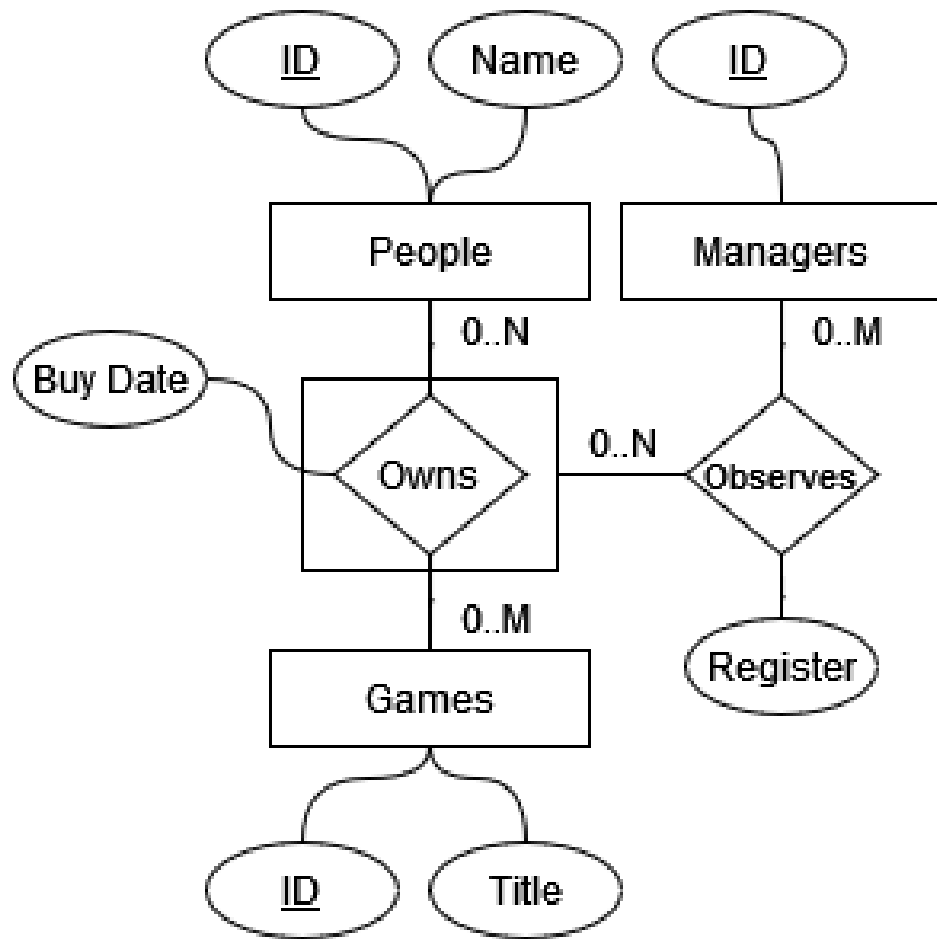 ID
Name
ID
People
Managers
0..N
0..M
Buy Date
Owns
0..N
Observes
0..M
Games
Register
ID
Title